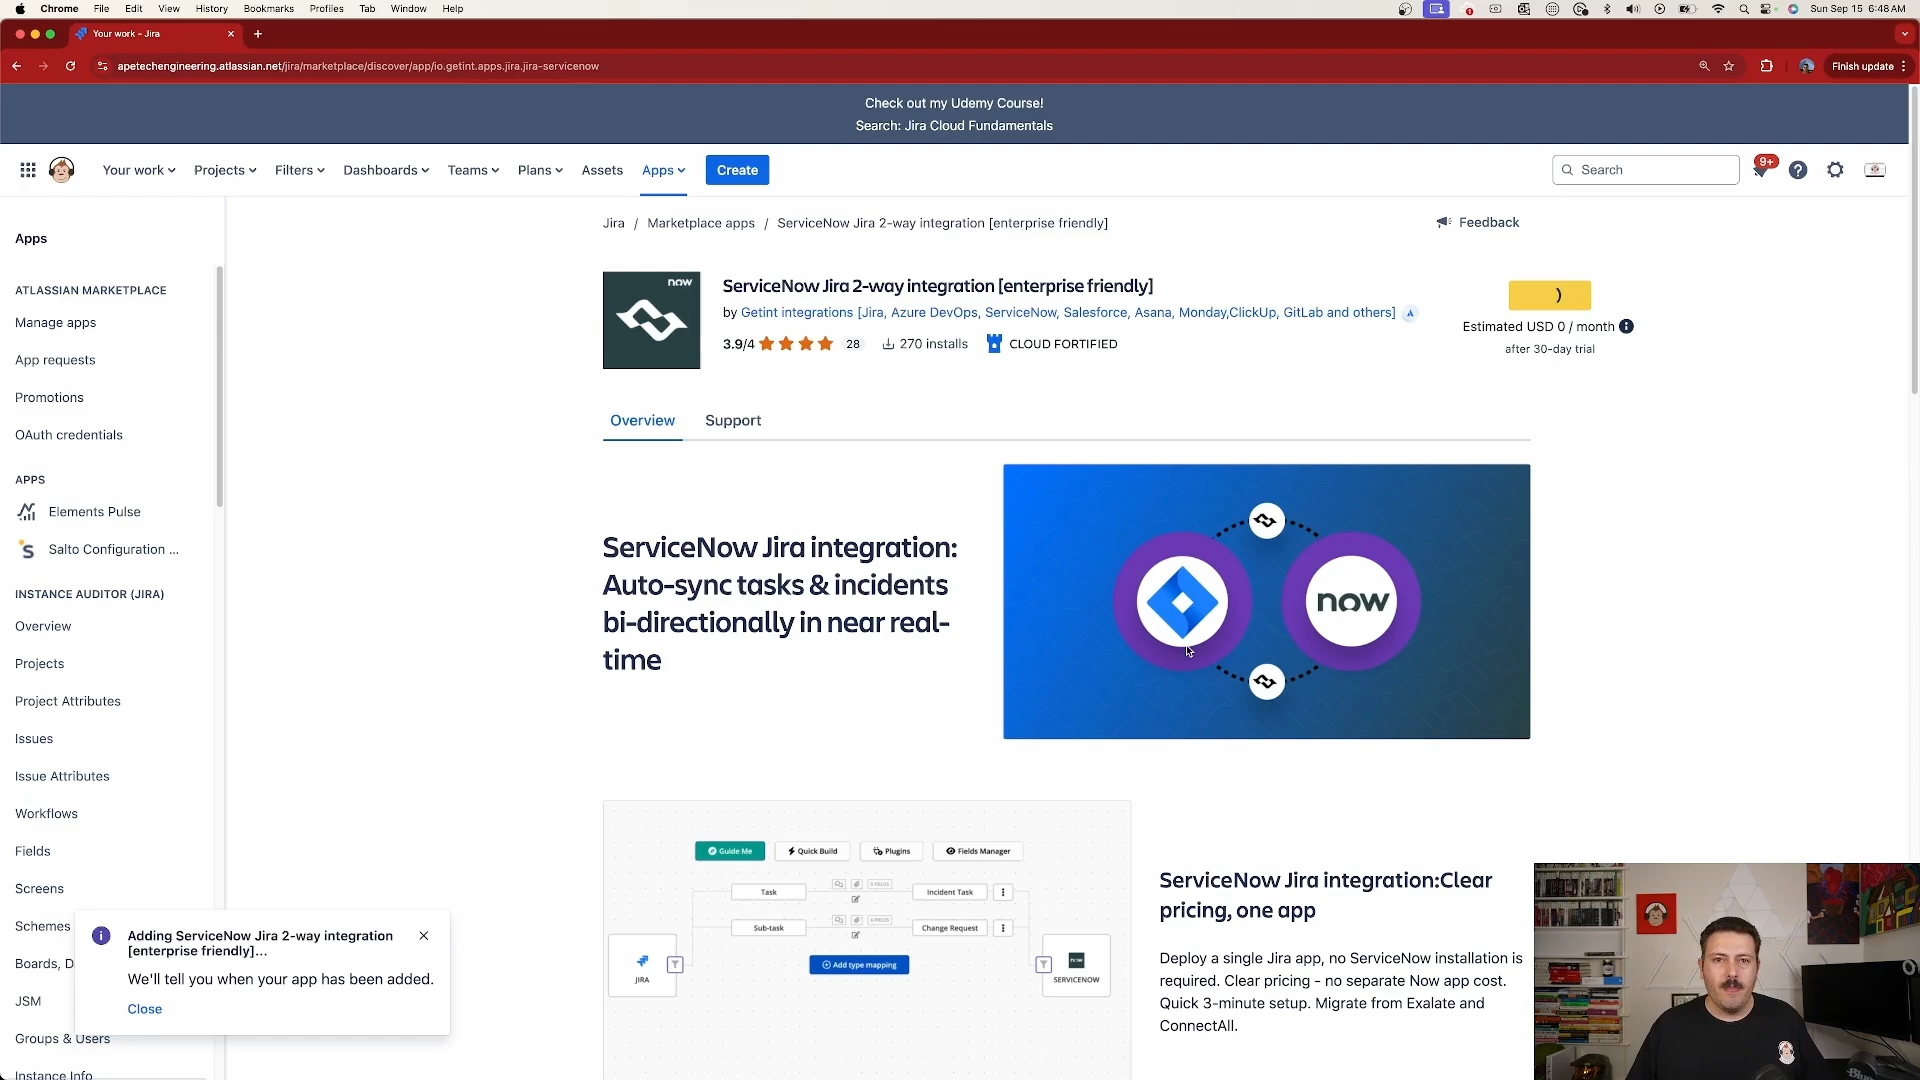 Chrome File Edit View History Bookmarks Profiles Tab Window Help
Sun Sep 15 6:48 AM
Your work - Jira
apetechengineering.atlassian.net/jira/marketplace/discover/app/io.getint.apps.jira.jira-servicenow
Finish update
Check out my Udemy Course!
Search: Jira Cloud Fundamentals
Your work Projects Filters Dashboards Teams Plans Assets Apps Create
Search
9+
Apps
ATLASSIAN MARKETPLACE
Manage apps
App requests
Promotions
OAuth credentials
APPS
Elements Pulse
Salto Configuration ...
INSTANCE AUDITOR (JIRA)
Overview
Projects
Project Attributes
Issues
Issue Attributes
Workflows
Fields
Screens
Schemes
Boards, D
JSM
Groups & Users
Instance Info
Adding ServiceNow Jira 2-way integration
[enterprise friendly]...
We'll tell you when your app has been added.
Close
Jira / Marketplace apps / ServiceNow Jira 2-way integration [enterprise friendly]
Feedback
now
ServiceNow Jira 2-way integration [enterprise friendly]
by Getint integrations [Jira, Azure DevOps, ServiceNow, Salesforce, Asana, Monday,ClickUp, GitLab and others]
3.9/4 28 270 installs CLOUD FORTIFIED
Estimated USD 0 / month
after 30-day trial
Overview Support
ServiceNow Jira integration:
Auto-sync tasks & incidents
bi-directionally in near real-
time
now
Guide Me Quick Build Plugins Fields Manager
Task 6 FIELDS Incident Task
Sub-task 6 FIELDS Change Request
Add type mapping
JIRA
now
SERVICENOW
ServiceNow Jira integration:Clear
pricing, one app
Deploy a single Jira app, no ServiceNow installation is
required. Clear pricing - no separate Now app cost.
Quick 3-minute setup. Migrate from Exalate and
ConnectAll.